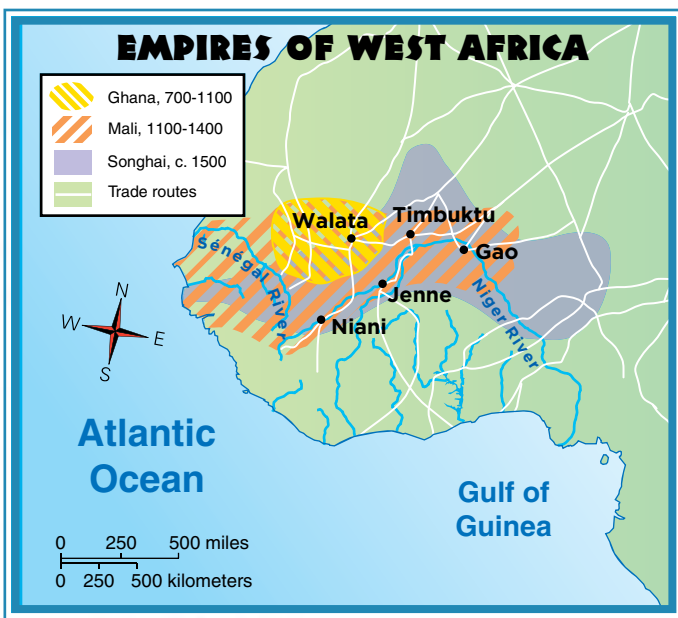 EMPIRES OF WEST AFRICA
Ghana, 700-1100
Mali, 1100-1400
Songhai, c. 1500
Trade routes
Walata
Timbuktu
Gao
Sénégal River
Jenne
Niger River
Niani
N
W
E
S
Atlantic
Ocean
Gulf of
Guinea
0 250 500 miles
0 250 500 kilometers